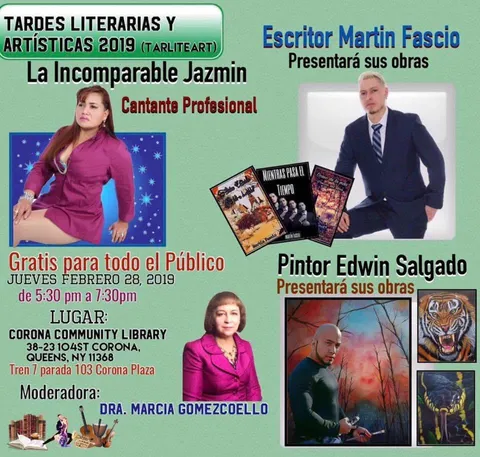 TARDES LITERARIAS Y
ARTÍSTICAS 2019 (TARLITEART)
La Incomparable Jazmin
Cantante Profesional
Escritor Martin Fascio
Presentará sus obras
MIENTRAS PASA EL
TIEMPO
Gratis para todo el Público
JUEVES FEBRERO 28, 2019
de 5:30 pm a 7:30pm
LUGAR:
CORONA COMMUNITY LIBRARY
38-23 104ST CORONA,
QUEENS, NY 11368
Tren 7 parada 103 Corona Plaza
Moderadora:
DRA. MARCIA GOMEZCOELLO
Pintor Edwin Salgado
Presentará sus obras